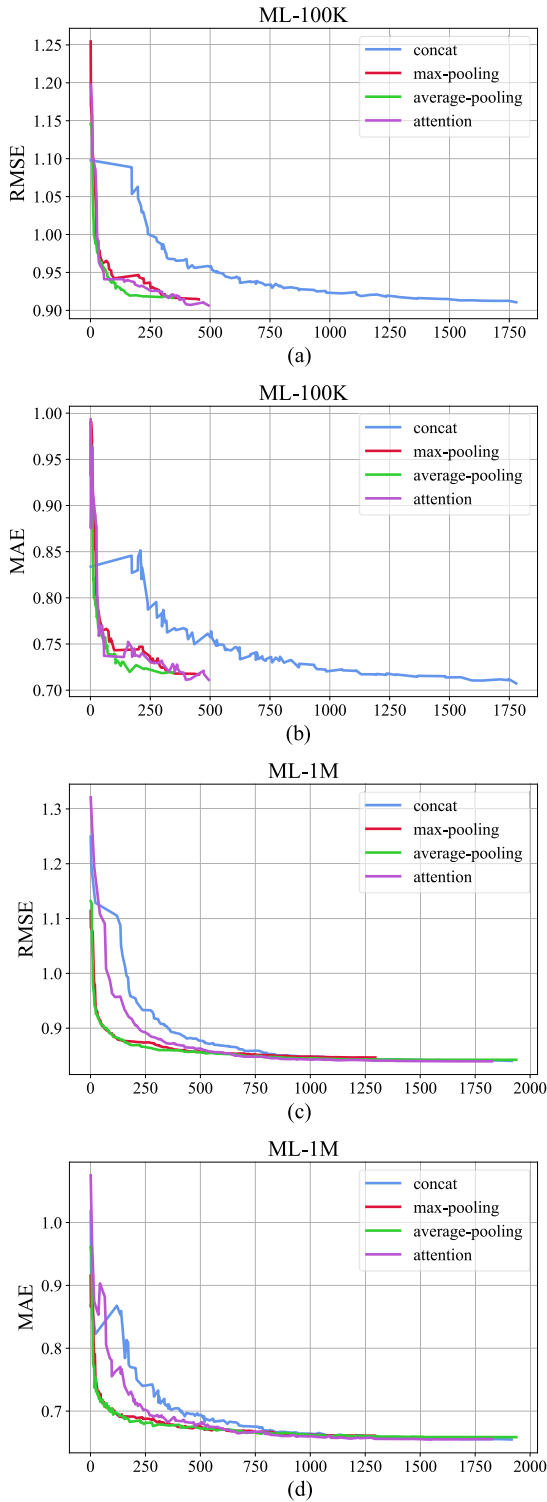 ML-100K
1.25
1.20
1.15
1.10
1.05
1.00
0.95
0.90
RMSE
concat
max-pooling
average-pooling
attention
0 250 500 750 1000 1250 1500 1750
(a)
ML-100K
1.00
0.95
0.90
0.85
0.80
0.75
0.70
MAE
concat
max-pooling
average-pooling
attention
0 250 500 750 1000 1250 1500 1750
(b)
ML-1M
1.3
1.2
1.1
1.0
0.9
RMSE
concat
max-pooling
average-pooling
attention
0 250 500 750 1000 1250 1500 1750 2000
(c)
ML-1M
1.0
0.9
0.8
0.7
MAE
concat
max-pooling
average-pooling
attention
0 250 500 750 1000 1250 1500 1750 2000
(d)